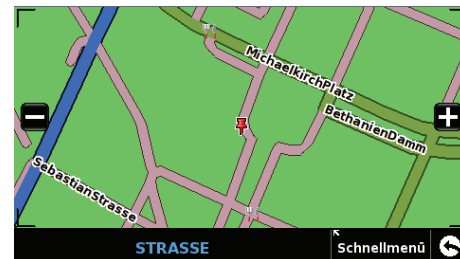 MichaelkirchPlatz
BethanienDamm
SebastianStrasse
STRASSE
Schnellmenü